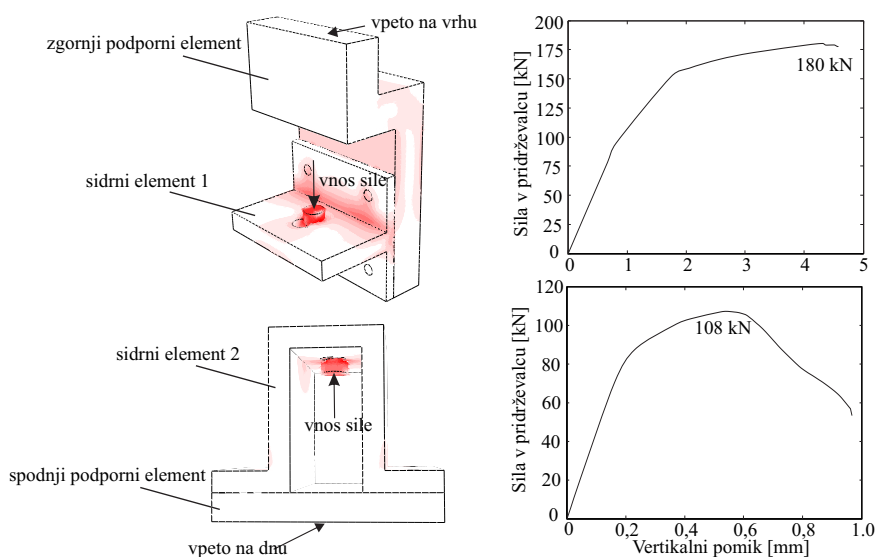 vpeto na vrhu
zgornji podporni element
sidrni element 1
vnos sile
sidrni element 2
vnos sile
spodnji podporni element
vpeto na dnu
Sila v pridrževalcu [kN]
200
175
150
125
100
75
50
25
0
180 kN
0 1 2 3 4 5
Sila v pridrževalcu [kN]
120
100
80
60
40
20
0
108 kN
0 0,2 0,4 0,6 0,8 1.0
Vertikalni pomik [mm]